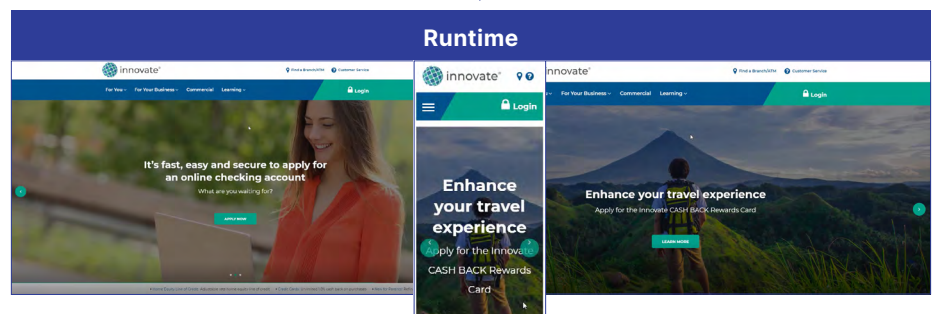 Runtime
innovate®
Find a Branch/ATM Customer Service
For You For Your Business Commercial Learning Login
It's fast, easy and secure to apply for
an online checking account
What are you waiting for?
APPLY NOW
innovate®
Login
Enhance
your travel
experience
Apply for the Innovate
CASH BACK Rewards
Card
nnovate®
Find a Branch/ATM Customer Service
For Your Business Commercial Learning Login
Enhance your travel experience
Apply for the Innovate CASH BACK Rewards Card
LEARN MORE